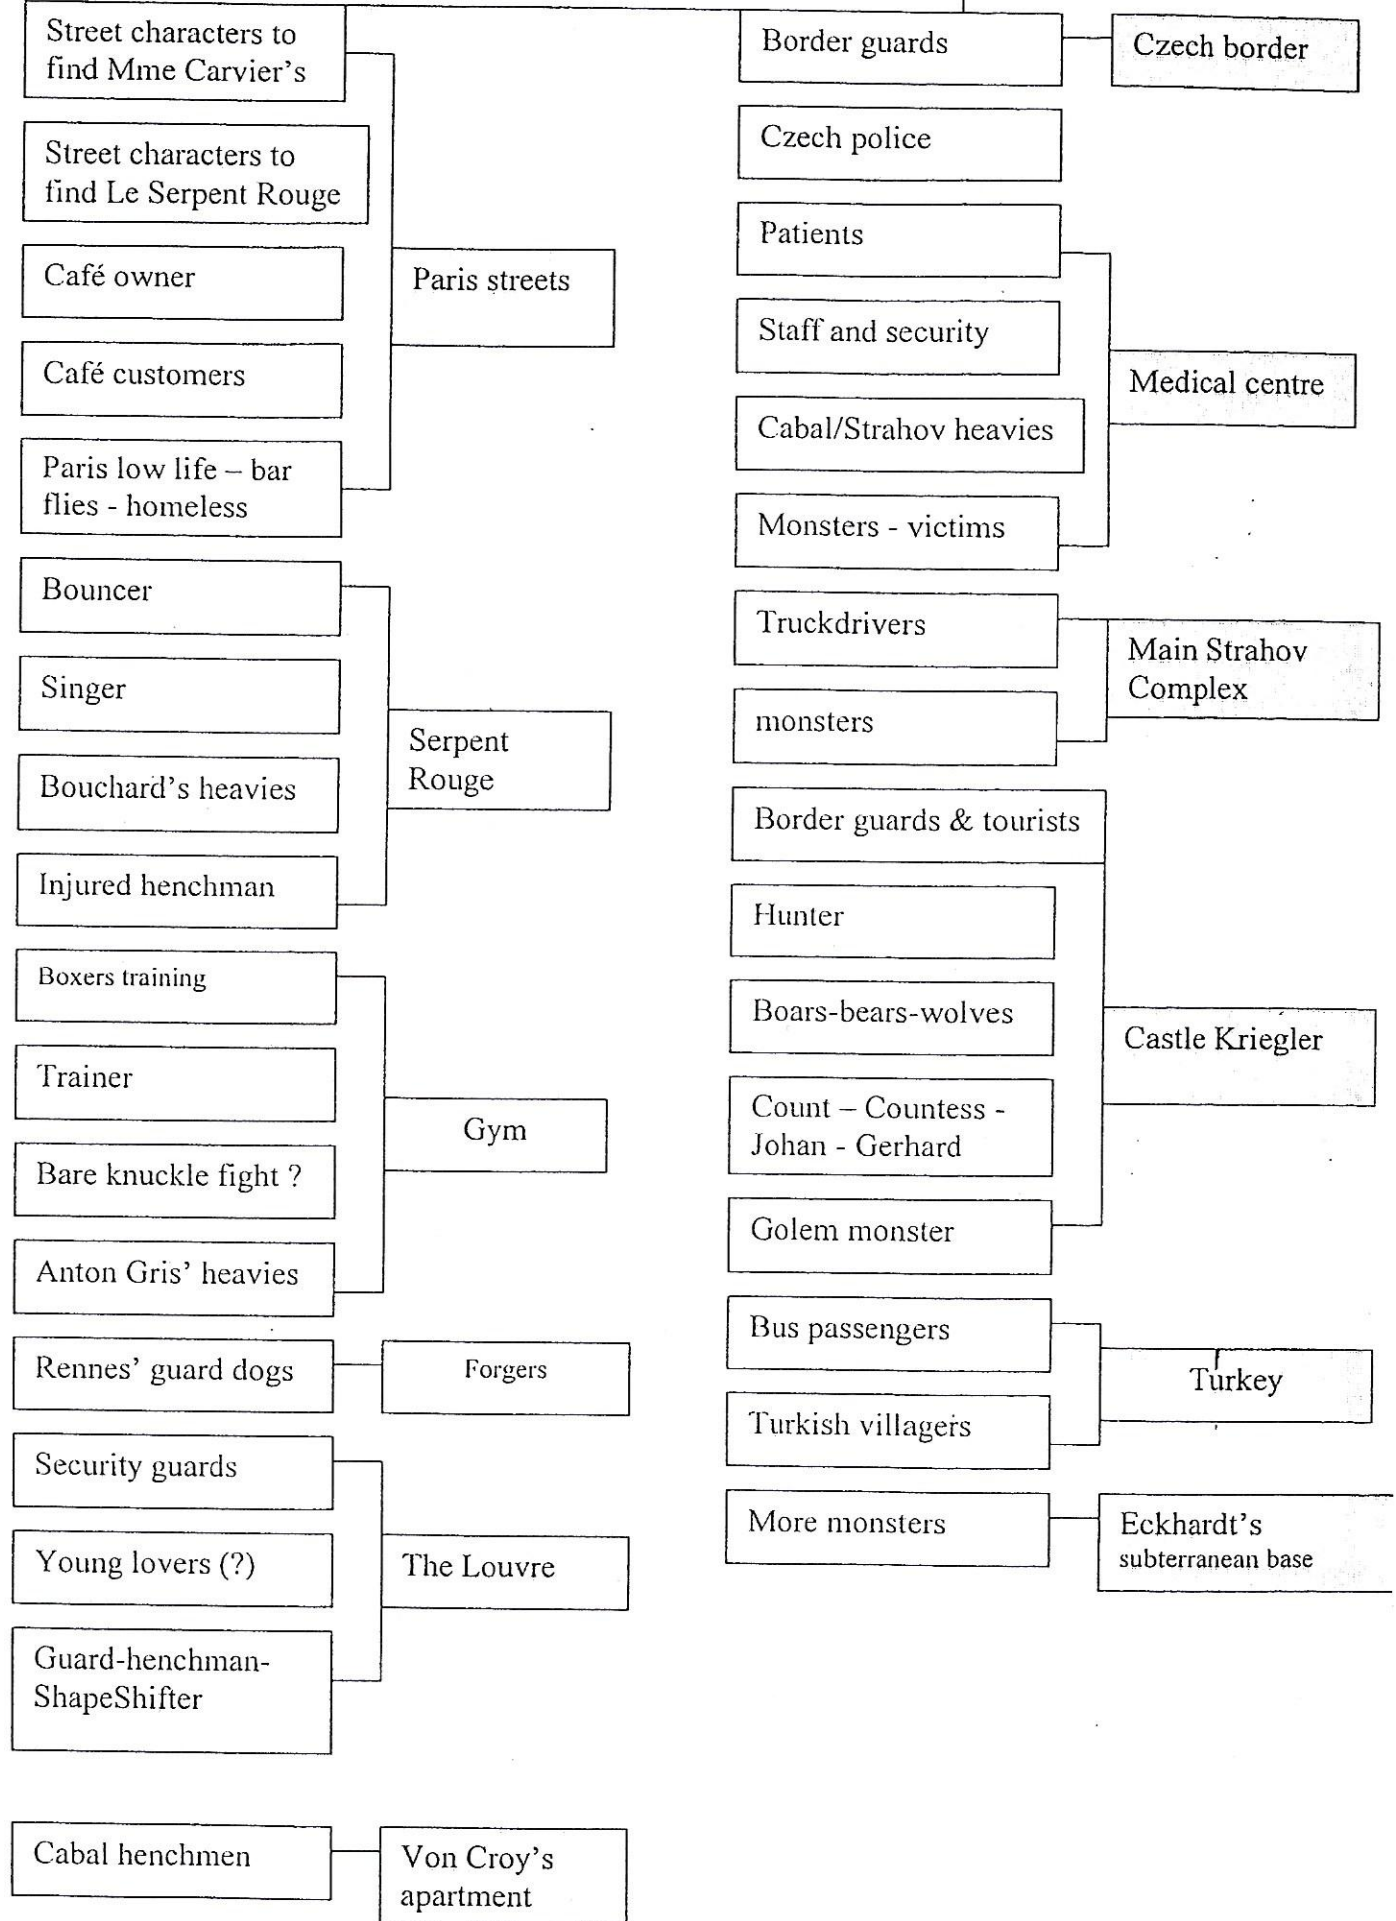 Street characters to
find Mme Carvier's
Street characters to
find Le Serpent Rouge
Café owner
Café customers
Paris low life – bar
flies - homeless
Paris streets
Bouncer
Singer
Bouchard's heavies
Injured henchman
Serpent
Rouge
Boxers training
Trainer
Bare knuckle fight ?
Anton Gris' heavies
Gym
Rennes' guard dogs
Forgers
Security guards
Young lovers (?)
Guard-henchman-
ShapeShifter
The Louvre
Cabal henchmen
Von Croy's
apartment
Border guards
Czech border
Czech police
Patients
Staff and security
Cabal/Strahov heavies
Monsters - victims
Medical centre
Truckdrivers
monsters
Main Strahov
Complex
Border guards & tourists
Hunter
Boars-bears-wolves
Count – Countess -
Johan - Gerhard
Golem monster
Castle Kriegler
Bus passengers
Turkish villagers
Turkey
More monsters
Eckhardt's
subterranean base